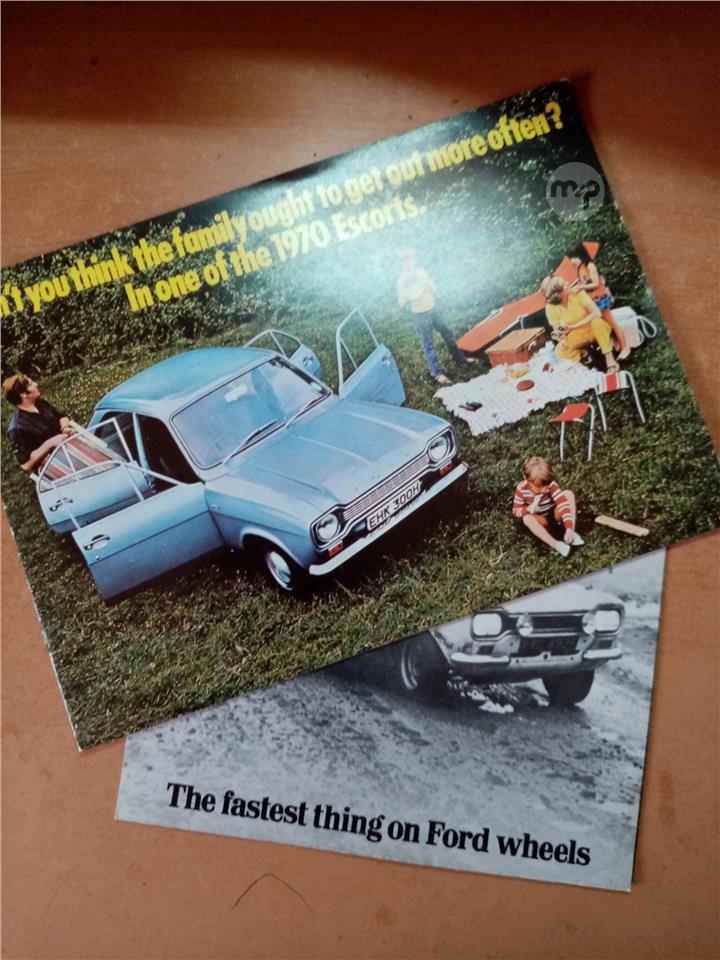 n't you think the family ought to get out more often?
In one of the 1970 Escorts.
mp
EHK 300H
The fastest thing on Ford wheels